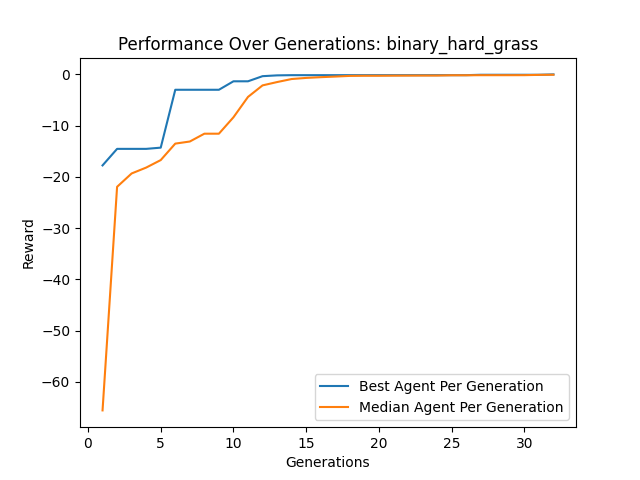 Performance Over Generations: binary_hard_grass
0
−10
−20
−30
−40
−50
−60
Reward
Best Agent Per Generation
Median Agent Per Generation
0 5 10 15 20 25 30
Generations